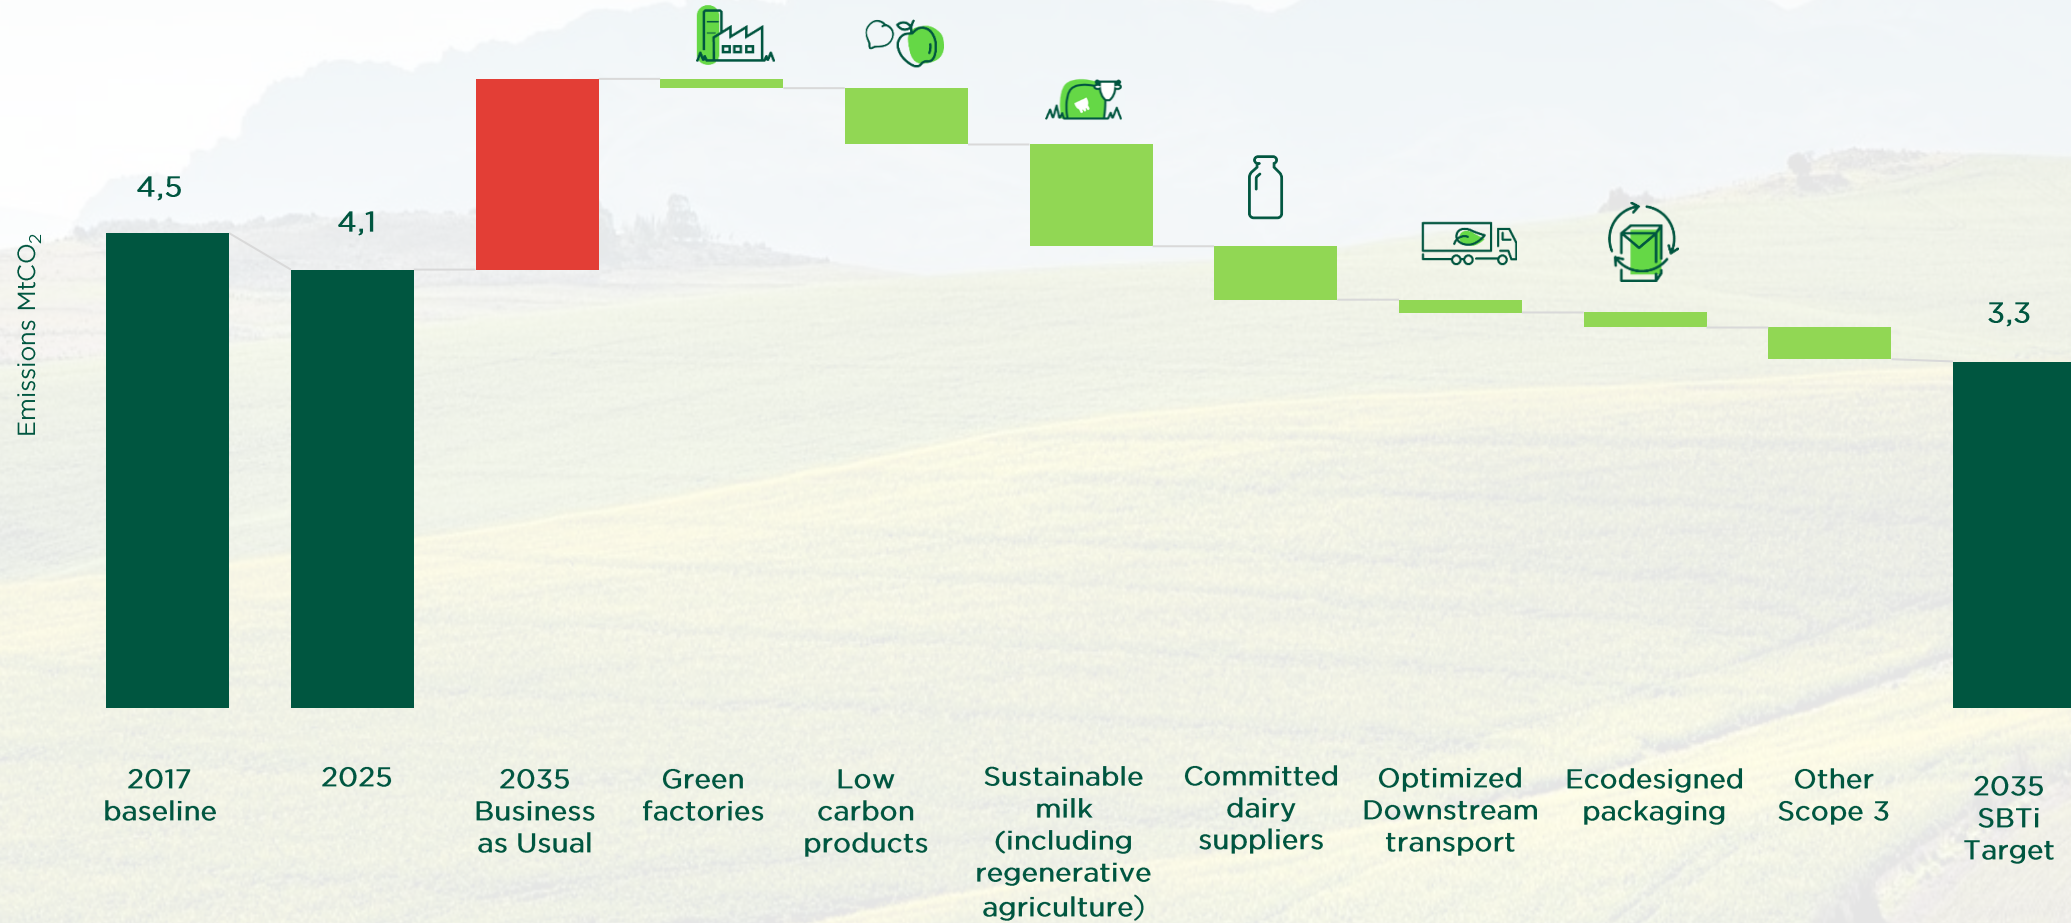 Emissions MtCO₂
4,5
4,1
3,3
2017
baseline
2025
2035
Business
as Usual
Green
factories
Low
carbon
products
Sustainable
milk
(including
regenerative
agriculture)
Committed
dairy
suppliers
Optimized
Downstream
transport
Ecodesigned
packaging
Other
Scope 3
2035
SBTi
Target